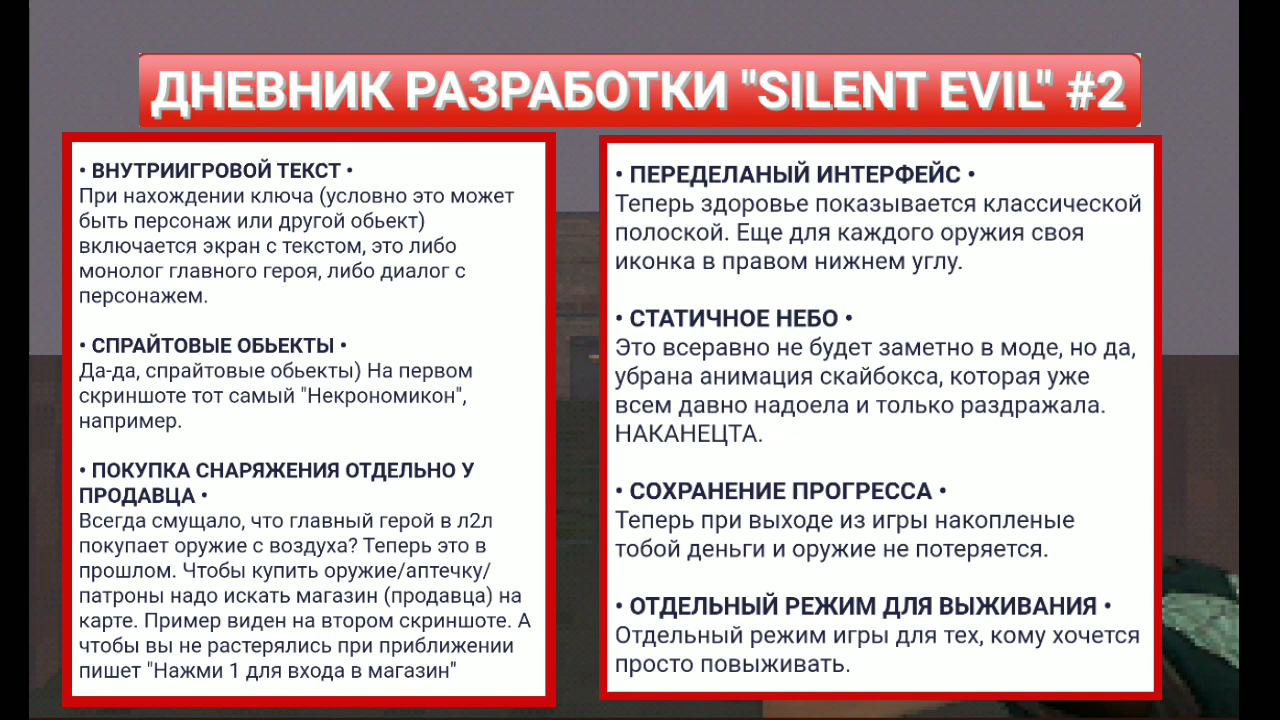 ДНЕВНИК РАЗРАБОТКИ "SILENT EVIL" #2
• ВНУТРИИГРОВОЙ ТЕКСТ •
При нахождении ключа (условно это может
быть персонаж или другой обьект)
включается экран с текстом, это либо
монолог главного героя, либо диалог с
персонажем.
• СПРАЙТОВЫЕ ОБЬЕКТЫ •
Да-да, спрайтовые обьекты) На первом
скриншоте тот самый "Некрономикон",
например.
• ПОКУПКА СНАРЯЖЕНИЯ ОТДЕЛЬНО У
ПРОДАВЦА •
Всегда смущало, что главный герой в л2л
покупает оружие с воздуха? Теперь это в
прошлом. Чтобы купить оружие/аптечку/
патроны надо искать магазин (продавца) на
карте. Пример виден на втором скриншоте. А
чтобы вы не растерялись при приближении
пишет "Нажми 1 для входа в магазин"
• ПЕРЕДЕЛАНЫЙ ИНТЕРФЕЙС •
Теперь здоровье показывается классической
полоской. Еще для каждого оружия своя
иконка в правом нижнем углу.
• СТАТИЧНОЕ НЕБО •
Это всеравно не будет заметно в моде, но да,
убрана анимация скайбокса, которая уже
всем давно надоела и только раздражала.
НАКАНЕЦТА.
• СОХРАНЕНИЕ ПРОГРЕССА •
Теперь при выходе из игры накопленые
тобой деньги и оружие не потеряется.
• ОТДЕЛЬНЫЙ РЕЖИМ ДЛЯ ВЫЖИВАНИЯ •
Отдельный режим игры для тех, кому хочется
просто повыживать.